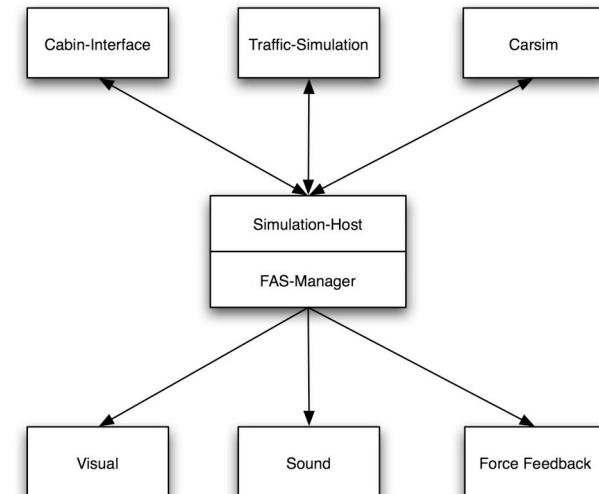 Cabin-Interface
Traffic-Simulation
Carsim
Simulation-Host
FAS-Manager
Visual
Sound
Force Feedback